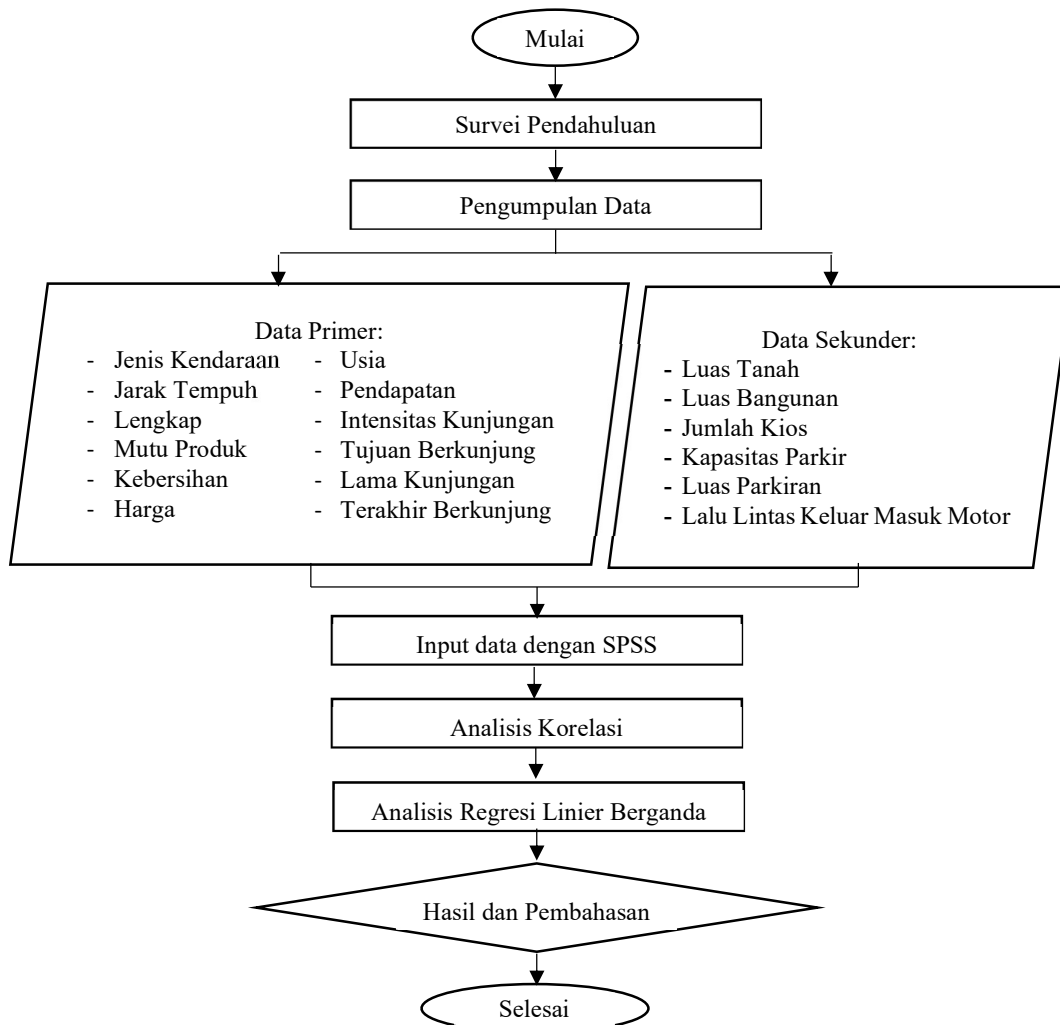 Mulai
Survei Pendahuluan
Pengumpulan Data
Data Primer:
- Jenis Kendaraan
- Jarak Tempuh
- Lengkap
- Mutu Produk
- Kebersihan
- Harga
- Usia
- Pendapatan
- Intensitas Kunjungan
- Tujuan Berkunjung
- Lama Kunjungan
- Terakhir Berkunjung
Data Sekunder:
- Luas Tanah
- Luas Bangunan
- Jumlah Kios
- Kapasitas Parkir
- Luas Parkiran
- Lalu Lintas Keluar Masuk Motor
Input data dengan SPSS
Analisis Korelasi
Analisis Regresi Linier Berganda
Hasil dan Pembahasan
Selesai